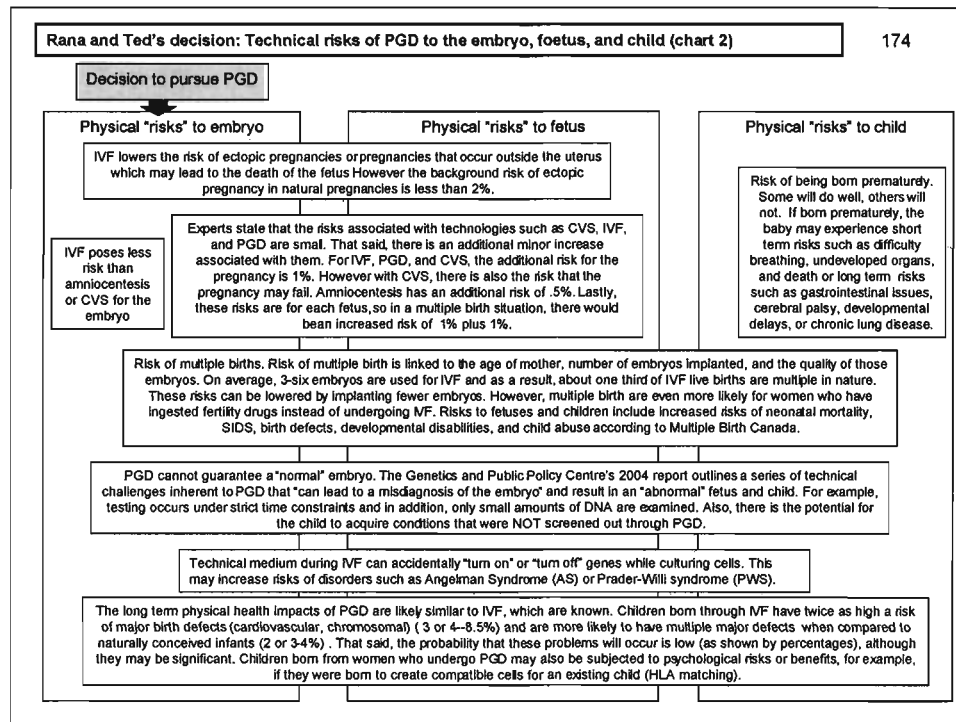 Rana and Ted's decision: Technical risks of PGD to the embryo, foetus, and child (chart 2)
174
Decision to pursue PGD
Physical "risks" to embryo
Physical "risks" to fetus
Physical "risks" to child
IVF lowers the risk of ectopic pregnancies or pregnancies that occur outside the uterus
which may lead to the death of the fetus However the background risk of ectopic
pregnancy in natural pregnancies is less than 2%.
Risk of being born prematurely.
Some will do well, others will
not. If born prematurely, the
baby may experience short
term risks such as difficulty
breathing, undeveloped organs,
and death or long term risks
such as gastrointestinal issues,
cerebral palsy, developmental
delays, or chronic lung disease.
IVF poses less
risk than
amniocentesis
or CVS for the
embryo
Experts state that the risks associated with technologies such as CVS, IVF,
and PGD are small. That said, there is an additional minor increase
associated with them. For IVF, PGD, and CVS, the additional risk for the
pregnancy is 1%. However with CVS, there is also the risk that the
pregnancy may fail. Amniocentesis has an additional risk of .5%. Lastly,
these risks are for each fetus, so in a multiple birth situation, there would
bean increased risk of 1% plus 1%.
Risk of multiple births. Risk of multiple birth is linked to the age of mother, number of embryos implanted, and the quality of those
embryos. On average, 3-six embryos are used for IVF and as a result, about one third of IVF live births are multiple in nature.
These risks can be lowered by implanting fewer embryos. However, multiple birth are even more likely for women who have
ingested fertility drugs instead of undergoing IVF. Risks to fetuses and children include increased risks of neonatal mortality,
SIDS, birth defects, developmental disabilities, and child abuse according to Multiple Birth Canada.
PGD cannot guarantee a "normal" embryo. The Genetics and Public Policy Centre's 2004 report outlines a series of technical
challenges inherent to PGD that "can lead to a misdiagnosis of the embryo" and result in an "abnormal" fetus and child. For example,
testing occurs under strict time constraints and in addition, only small amounts of DNA are examined. Also, there is the potential for
the child to acquire conditions that were NOT screened out through PGD.
Technical medium during IVF can accidentally "turn on" or "turn off" genes while culturing cells. This
may increase risks of disorders such as Angelman Syndrome (AS) or Prader-Willi syndrome (PWS).
The long term physical health impacts of PGD are likely similar to IVF, which are known. Children born through IVF have twice as high a risk
of major birth defects (cardiovascular, chromosomal) ( 3 or 4--8.5%) and are more likely to have multiple major defects when compared to
naturally conceived infants (2 or 3-4%) . That said, the probability that these problems will occur is low (as shown by percentages), although
they may be significant. Children born from women who undergo PGD may also be subjected to psychological risks or benefits, for example,
if they were born to create compatible cells for an existing child (HLA matching).